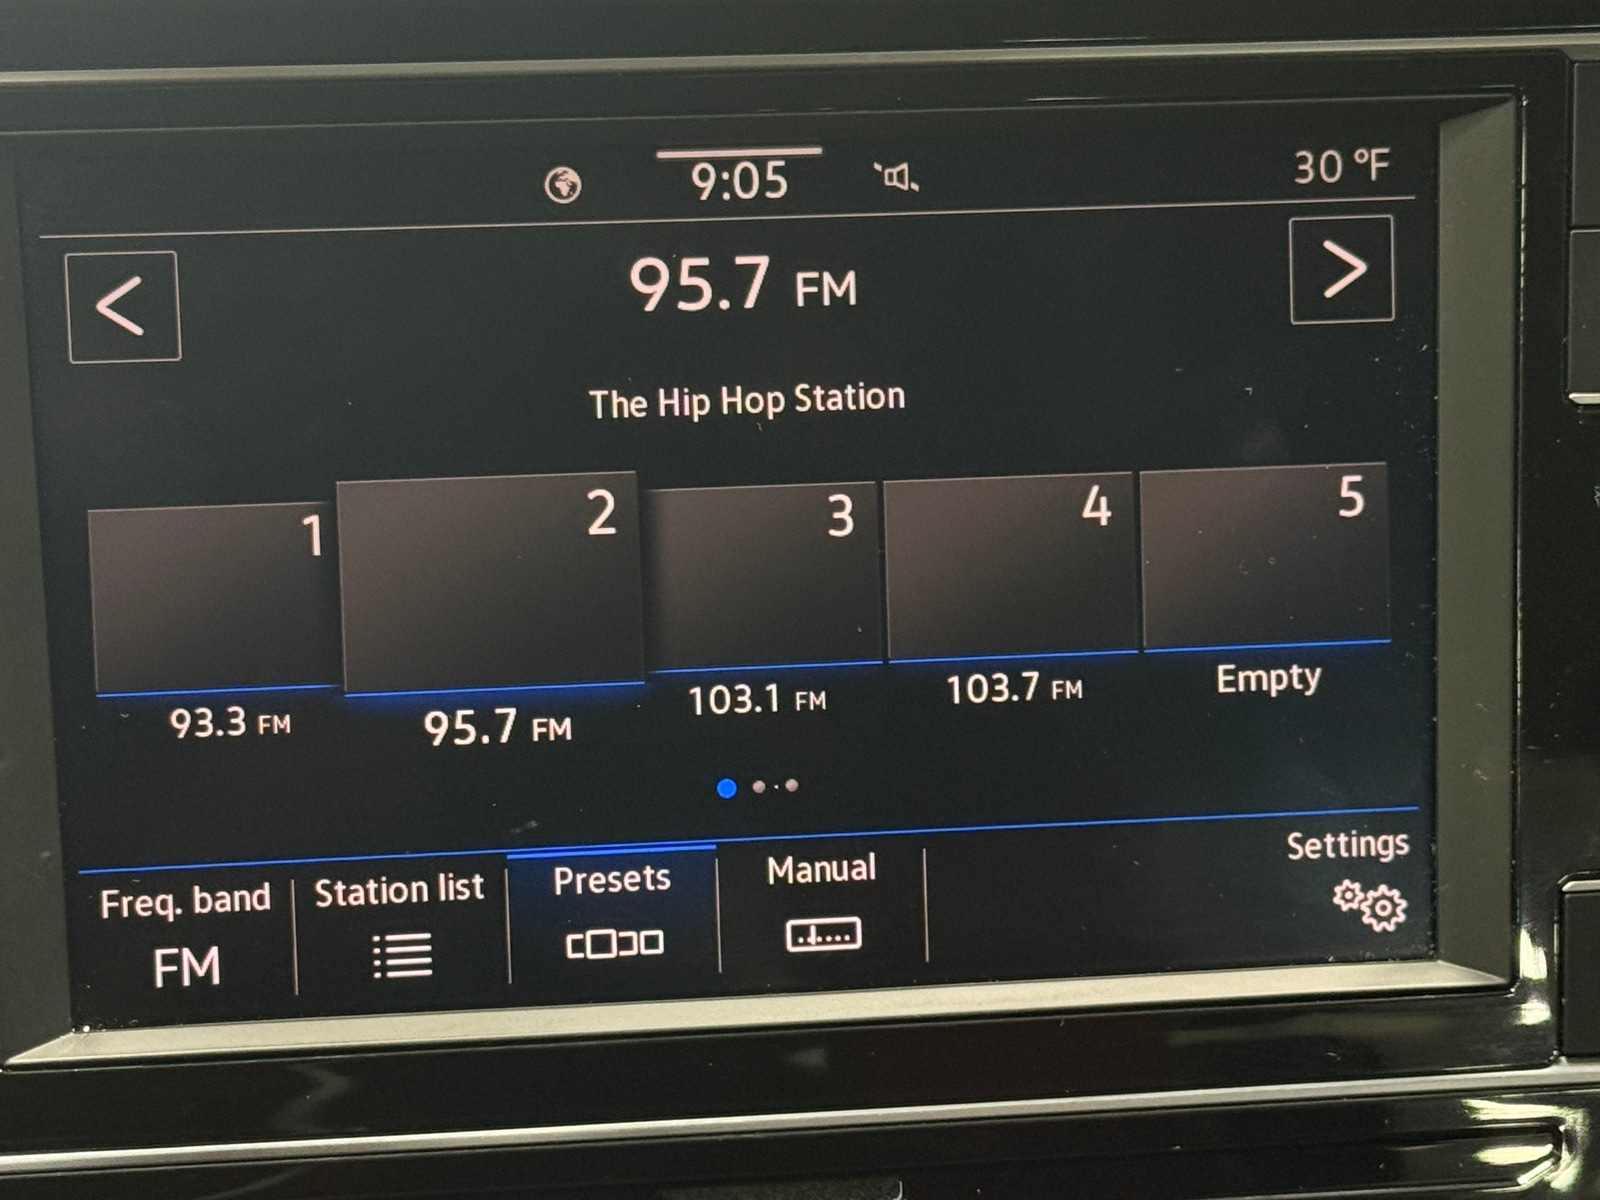 9:05
30 °F
<
95.7 FM
>
The Hip Hop Station
1
2
3
4
5
93.3 FM
95.7 FM
103.1 FM
103.7 FM
Empty
Freq. band
Station list
Presets
Manual
Settings
FM